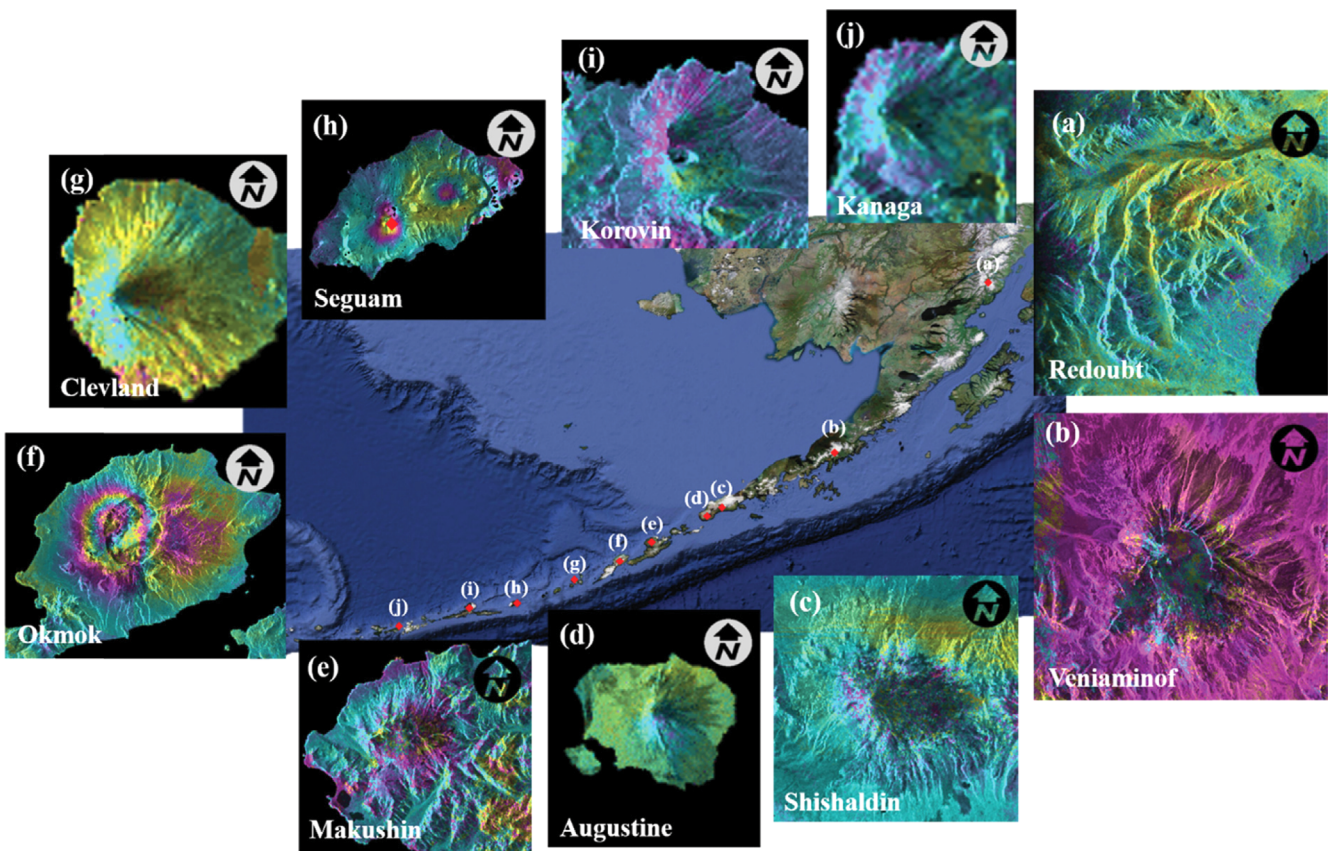 (j)
(i)
Kanaga
Korovin
(h)
Seguam
(a)
Redoubt
(g)
Clevland
(f)
Okmok
(b)
Veniaminof
(a)
(b)
(c)
(d)
(e)
(f)
(g)
(h)
(i)
(j)
(e)
Makushin
(d)
Augustine
(c)
Shishaldin
N
N
N
N
N
N
N
N
N
N